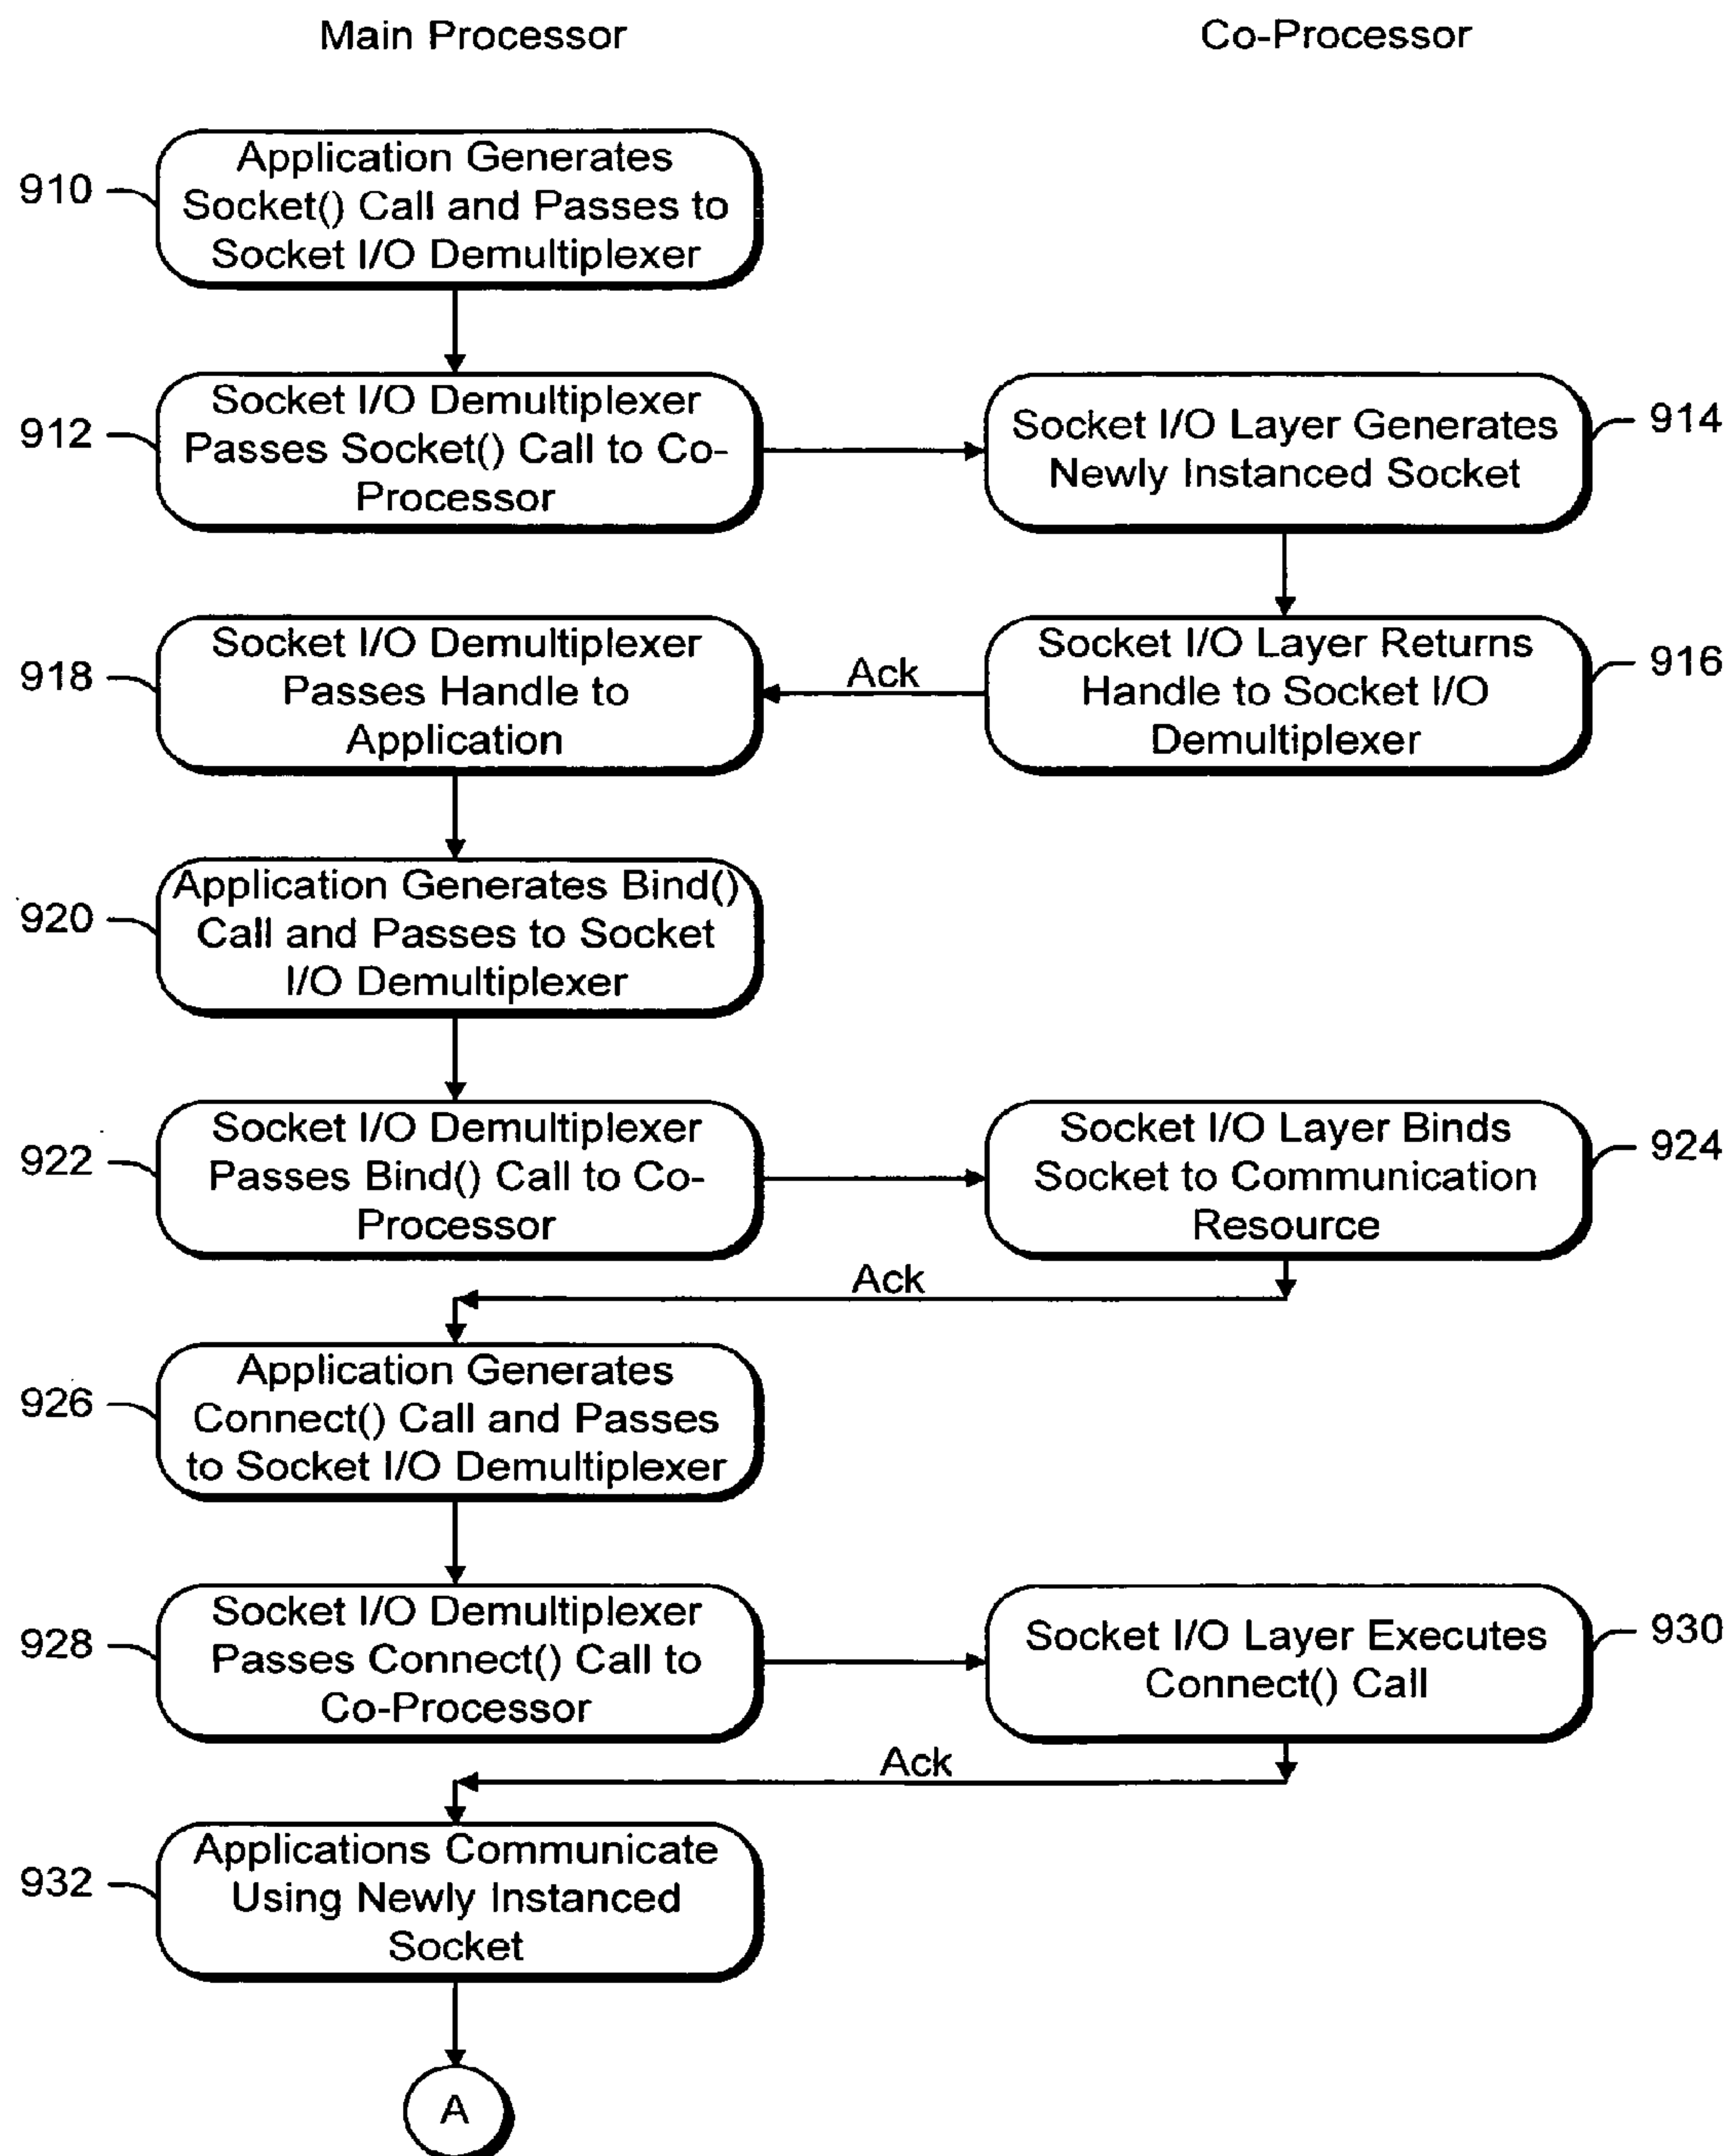 Main Processor
Co-Processor
910
Application Generates
Socket() Call and Passes to
Socket I/O Demultiplexer
912
Socket I/O Demultiplexer
Passes Socket() Call to Co-
Processor
Socket I/O Layer Generates
Newly Instanced Socket
914
918
Socket I/O Demultiplexer
Passes Handle to
Application
Ack
Socket I/O Layer Returns
Handle to Socket I/O
Demultiplexer
916
920
Application Generates Bind()
Call and Passes to Socket
I/O Demultiplexer
922
Socket I/O Demultiplexer
Passes Bind() Call to Co-
Processor
Socket I/O Layer Binds
Socket to Communication
Resource
924
Ack
926
Application Generates
Connect() Call and Passes
to Socket I/O Demultiplexer
928
Socket I/O Demultiplexer
Passes Connect() Call to
Co-Processor
Socket I/O Layer Executes
Connect() Call
930
Ack
932
Applications Communicate
Using Newly Instanced
Socket
A